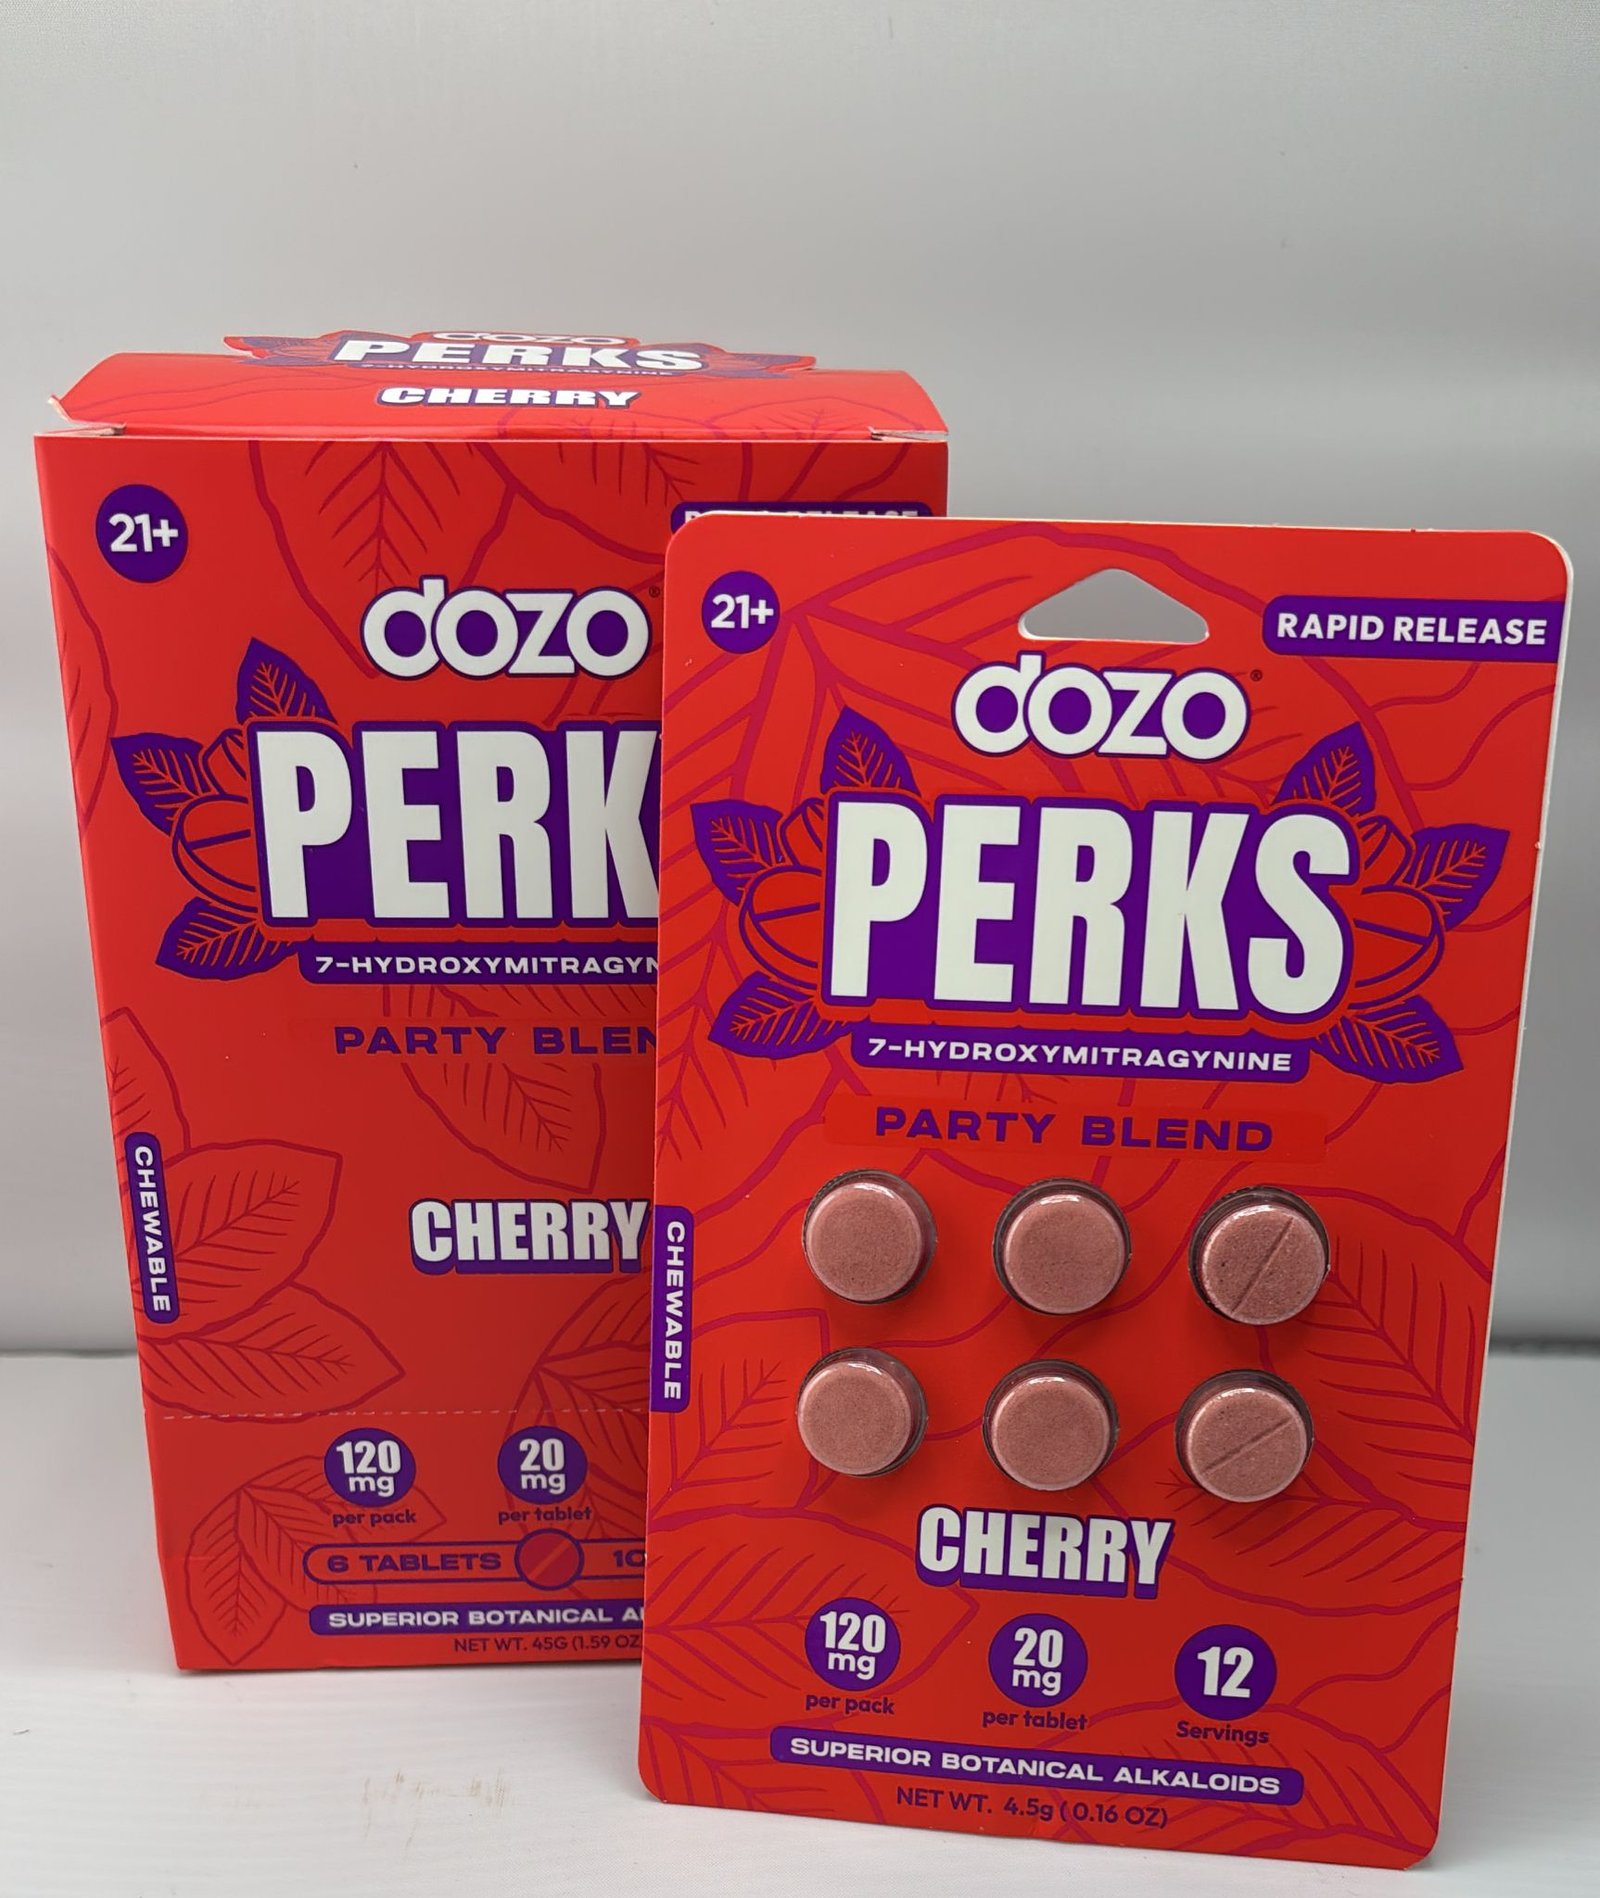 dozo
PERKS
7-HYDROXYMITRAGYNINE
CHERRY
21+
dozo®
PERK
7-HYDROXYMITRAGYN
PARTY BLEN
CHEWABLE
CHERRY
120 mg per pack
20 mg per tablet
6 TABLETS 10
SUPERIOR BOTANICAL
NET WT. 45G (1.59 OZ
21+
RAPID RELEASE
dozo®
PERKS
7-HYDROXYMITRAGYNINE
PARTY BLEND
CHEWABLE
CHERRY
120 mg per pack
20 mg per tablet
12 Servings
SUPERIOR BOTANICAL ALKALOIDS
NET WT. 4.5g (0.16 OZ)